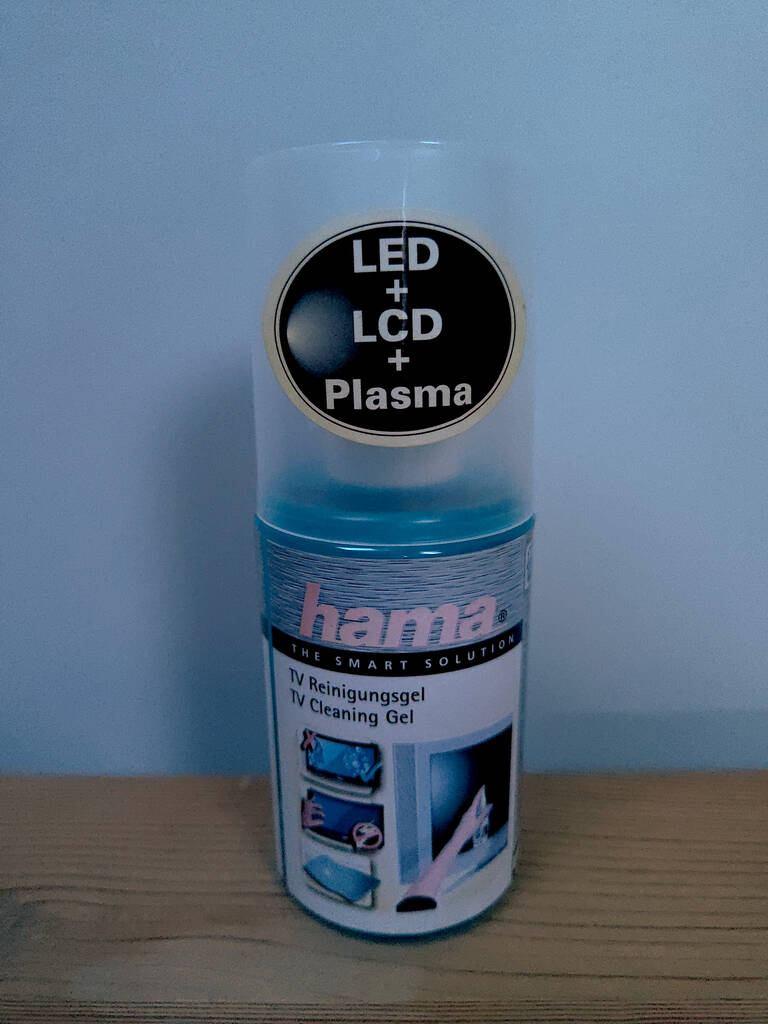 LED
+
LCD
+
Plasma
hama®
THE SMART SOLUTION
TV Reinigungsgel
TV Cleaning Gel